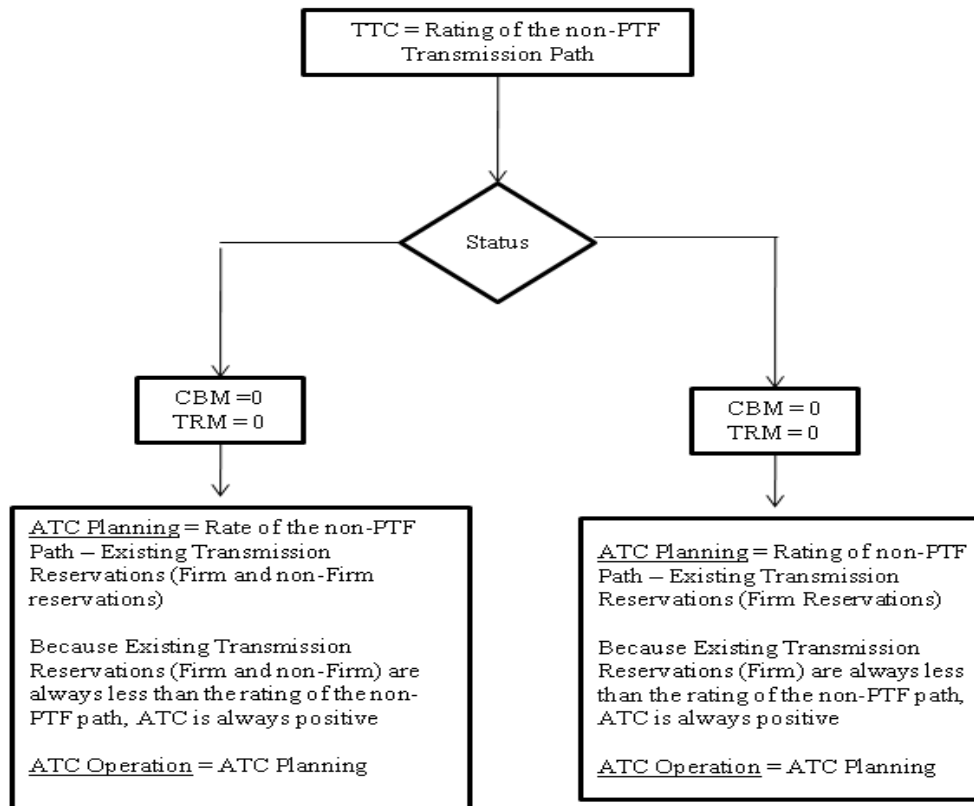 TTC = Rating of the non-PTF
Transmission Path
Status
CBM =0
TRM = 0
CBM = 0
TRM = 0
ATC Planning = Rate of the non-PTF
Path – Existing Transmission
Reservations (Firm and non-Firm
reservations)
Because Existing Transmission
Reservations (Firm and non-Firm) are
always less than the rating of the non-
PTF path, ATC is always positive
ATC Operation = ATC Planning
ATC Planning = Rating of non-PTF
Path – Existing Transmission
Reservations (Firm Reservations)
Because Existing Transmission
Reservations (Firm) are always less
than the rating of the non-PTF path,
ATC is always positive
ATC Operation = ATC Planning